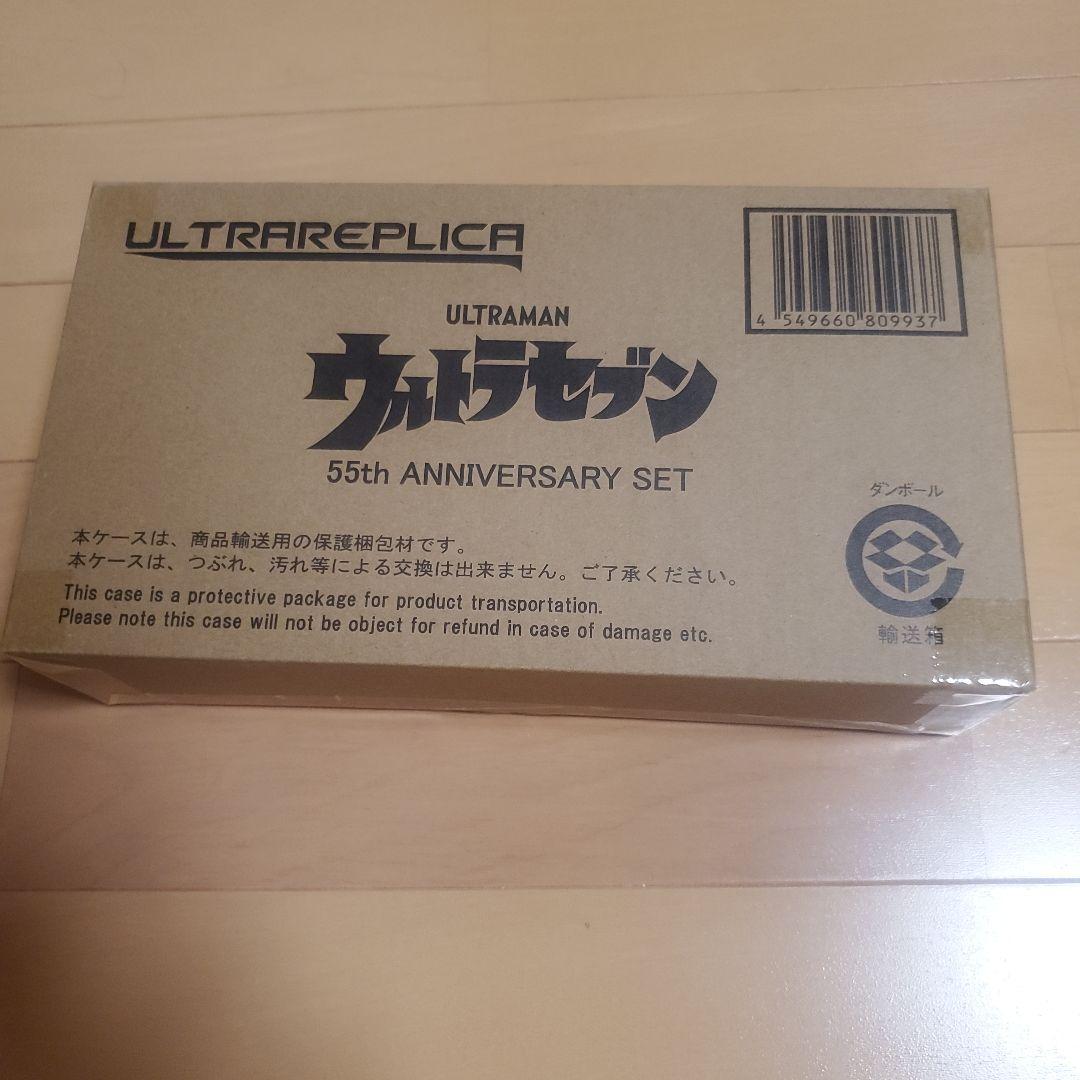 ULTRAREPLICA
4 549660 809937
ULTRAMAN
ウルトラセブン
55th ANNIVERSARY SET
本ケースは、商品輸送用の保護梱包材です。
本ケースは、つぶれ、汚れ等による交換は出来ません。ご了承ください。
This case is a protective package for product transportation.
Please note this case will not be object for refund in case of damage etc.
ダンボール
輸送箱